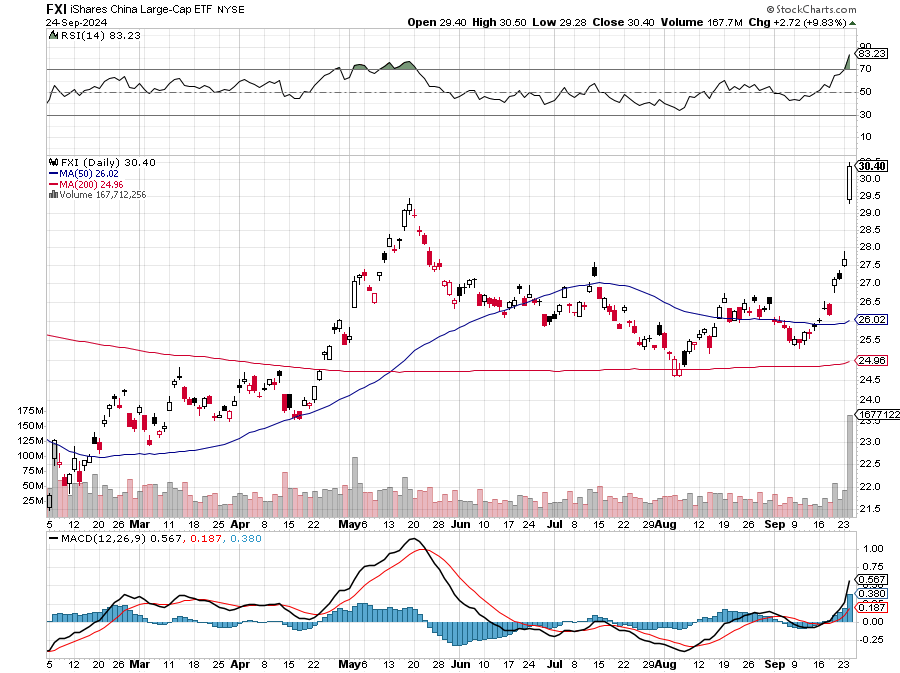 FXI iShares China Large-Cap ETF NYSE
© StockCharts.com
24-Sep-2024
Open 29.40 High 30.50 Low 29.28 Close 30.40 Volume 167.7M Chg +2.72 (+9.83%)
RSI(14) 83.23
90
83.23
70
50
30
10
FXI (Daily) 30.40
MA(50) 26.02
MA(200) 24.96
Volume 167,712,256
30.40
30.0
29.5
29.0
28.5
28.0
27.5
27.0
26.5
26.02
25.5
24.96
24.5
24.0
1677122
23.5
23.0
22.5
22.0
21.5
175M
150M
125M
100M
75M
50M
25M
5 12 20 26 Mar 11 18 25 Apr 8 15 22 May 6 13 20 28 Jun 10 17 24 Jul 8 15 22 29 Aug 12 19 26 Sep 9 16 23
MACD(12,26,9) 0.567, 0.187, 0.380
1.00
0.75
0.567
0.380
0.187
0.00
-0.25
5 12 20 26 Mar 11 18 25 Apr 8 15 22 May 6 13 20 28 Jun 10 17 24 Jul 8 15 22 29 Aug 12 19 26 Sep 9 16 23